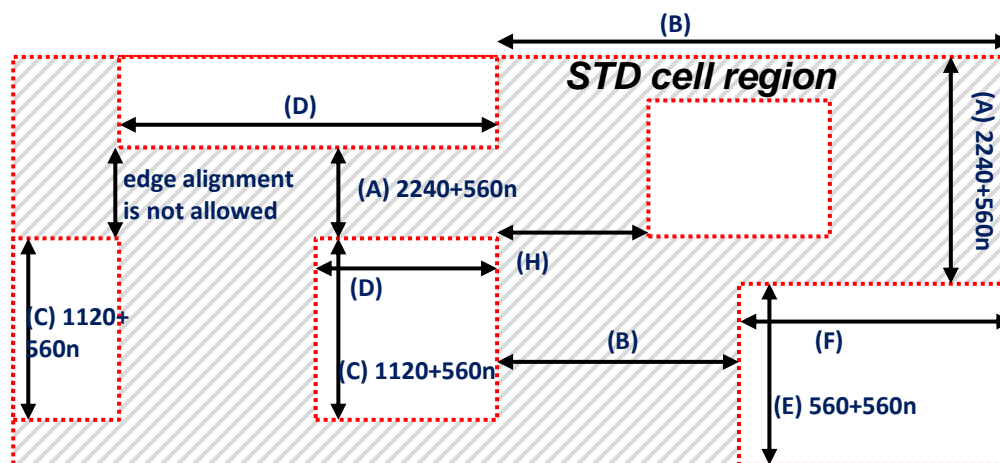 (B)
STD cell region
(D)
(A) 2240+560n
edge alignment
is not allowed
(A) 2240+560n
(H)
(D)
(C) 1120+
560n
(B)
(F)
(C) 1120+560n
(E) 560+560n